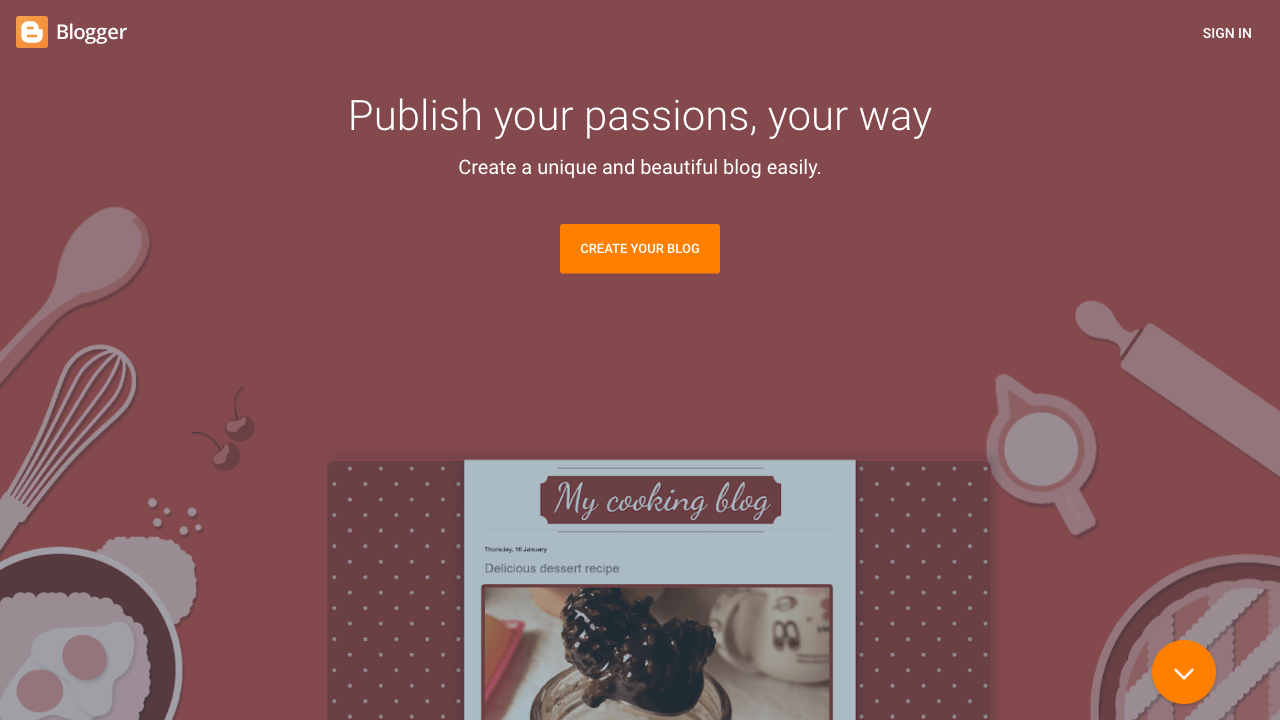 Blogger
SIGN IN
Publish your passions, your way
Create a unique and beautiful blog easily.
CREATE YOUR BLOG
My cooking blog
Thursday, 16 January
Delicious dessert recipe